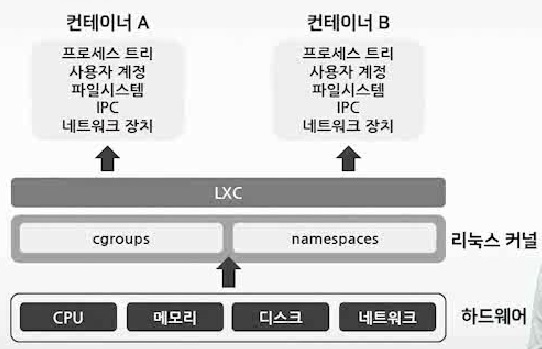 컨테이너 A
프로세스 트리
사용자 계정
파일시스템
IPC
네트워크 장치
컨테이너 B
프로세스 트리
사용자 계정
파일시스템
IPC
네트워크 장치
LXC
cgroups
namespaces
리눅스 커널
CPU
메모리
디스크
네트워크
하드웨어